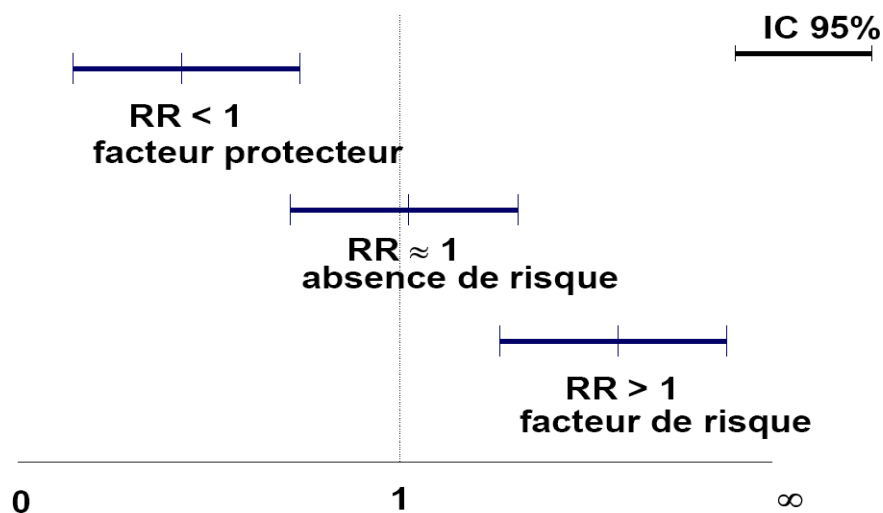 IC 95%
RR < 1
facteur protecteur
RR ≈ 1
absence de risque
RR > 1
facteur de risque
0 1 ∞